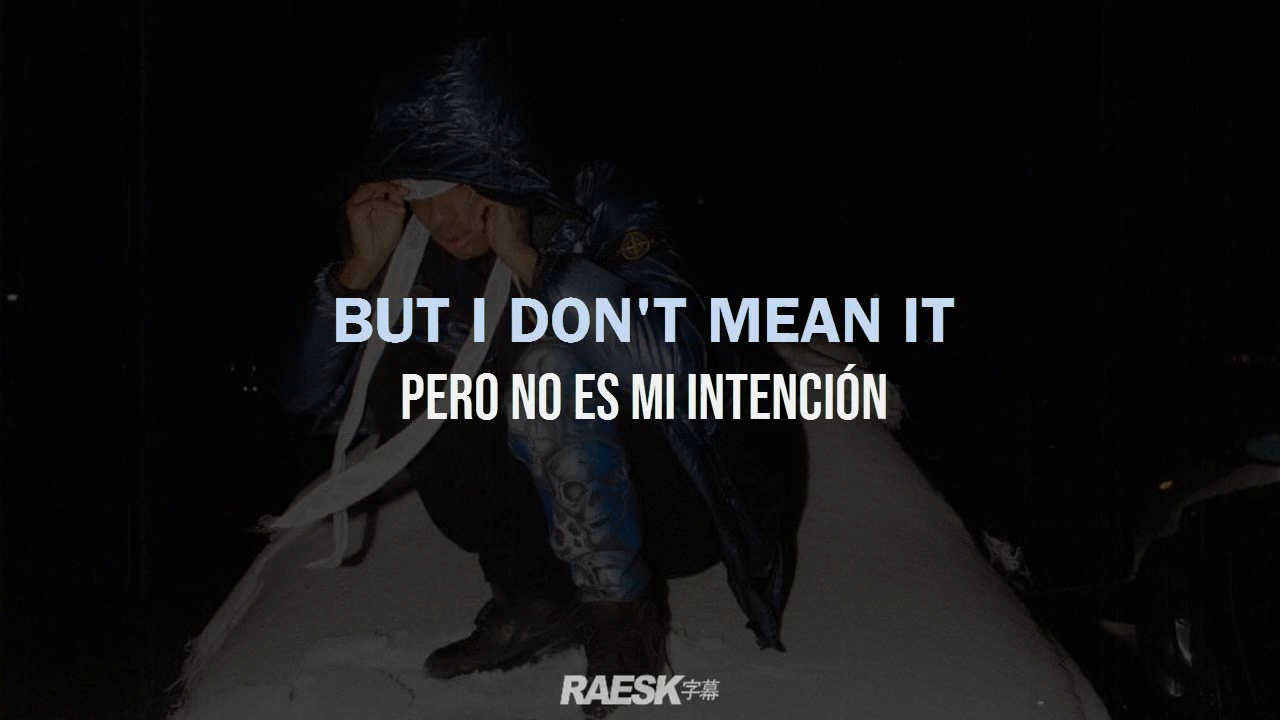 BUT I DON'T MEAN IT
PERO NO ES MI INTENCIÓN
RAESK字幕